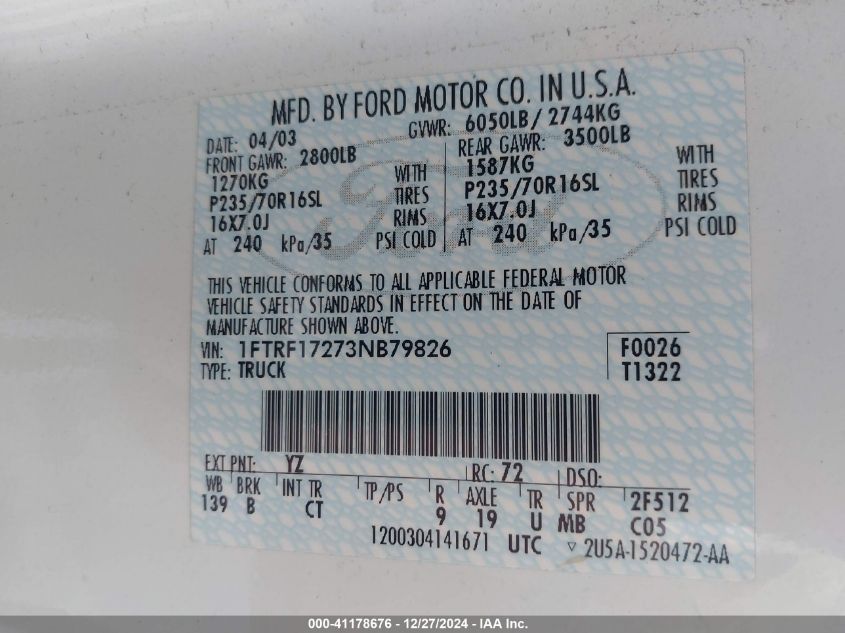 MFD. BY FORD MOTOR CO. IN U.S.A.
DATE: 04/03 GVWR: 6050LB/ 2744KG
FRONT GAWR: 2800LB REAR GAWR: 3500LB
1270KG WITH 1587KG WITH
P235/70R16SL TIRES P235/70R16SL TIRES
16X7.0J RIMS 16X7.0J RIMS
AT 240 kPa/35 PSI COLD AT 240 kPa/35 PSI COLD
THIS VEHICLE CONFORMS TO ALL APPLICABLE FEDERAL MOTOR
VEHICLE SAFETY STANDARDS IN EFFECT ON THE DATE OF
MANUFACTURE SHOWN ABOVE.
VIN: 1FTRF17273NB79826 F0026
TYPE: TRUCK T1322
EXT PNT: YZ RC: 72 DSO:
WB BRK INT TR TP/PS R AXLE TR SPR 2F512
139 B CT 9 19 U MB C05
1200304141671 UTC ▽ 2U5A-1520472-AA
Ford
000-41178676 - 12/27/2024 - IAA Inc.